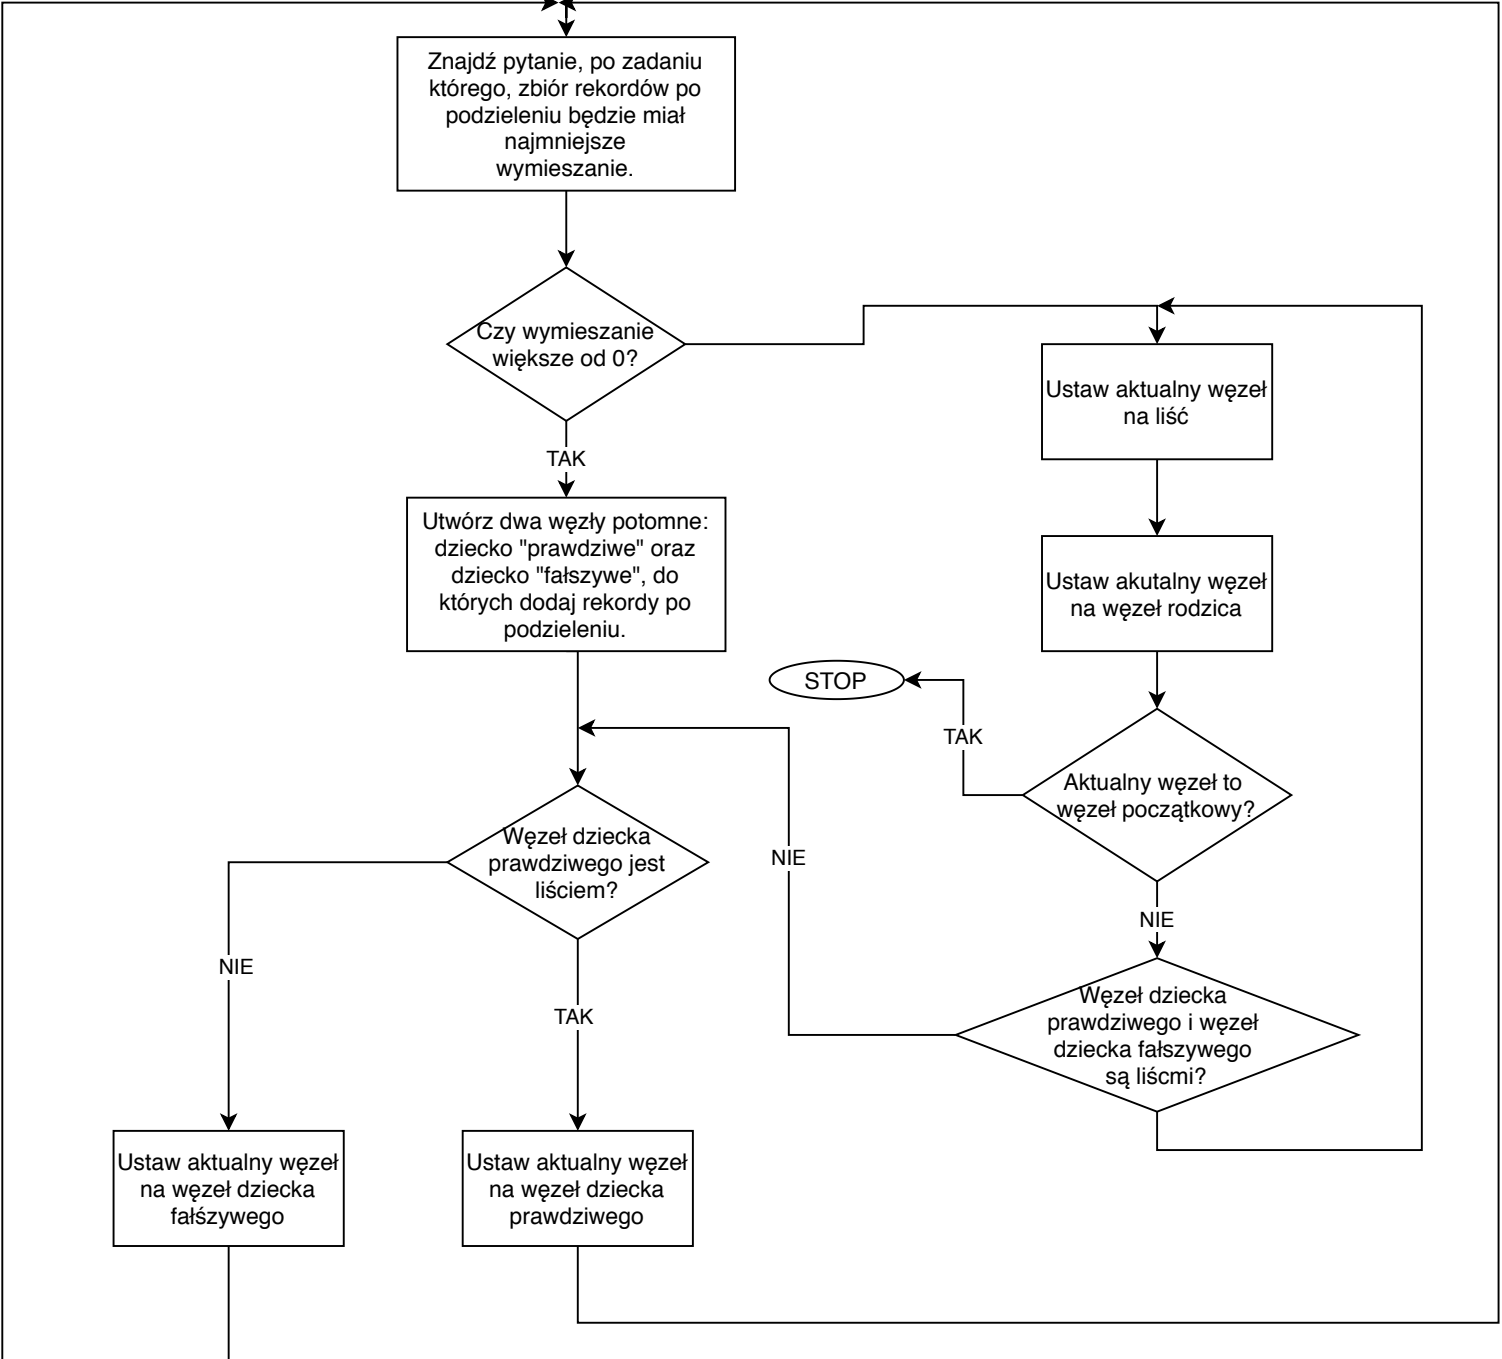 Znajdź pytanie, po zadaniu
którego, zbiór rekordów po
podzieleniu będzie miał
najmniejsze
wymieszanie.
Czy wymieszanie
większe od 0?
TAK
Utwórz dwa węzły potomne:
dziecko "prawdziwe" oraz
dziecko "fałszywe", do
których dodaj rekordy po
podzieleniu.
Węzeł dziecka
prawdziwego jest
liściem?
NIE
TAK
Ustaw aktualny węzeł
na węzeł dziecka
fałśzywego
Ustaw aktualny węzeł
na węzeł dziecka
prawdziwego
Ustaw aktualny węzeł
na liść
Ustaw akutalny węzeł
na węzeł rodzica
STOP
TAK
Aktualny węzeł to
węzeł początkowy?
NIE
NIE
Węzeł dziecka
prawdziwego i węzeł
dziecka fałszywego
są liścmi?